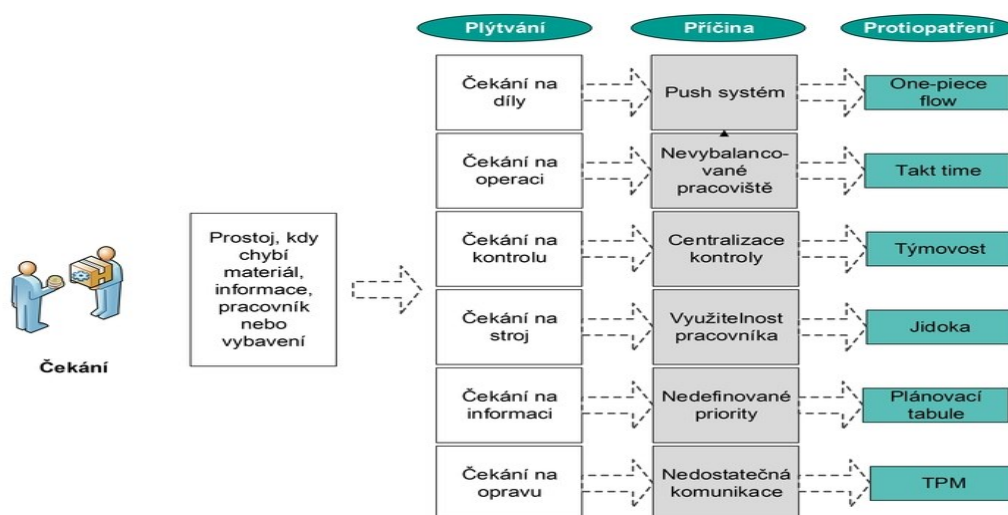 Plýtvání
Příčina
Protiopatření
Čekání na
díly
Push systém
One-piece
flow
Čekání na
operaci
Nevybalanco-
vané
pracoviště
Takt time
Prostoj, kdy
chybí
materiál,
informace,
pracovník
nebo
vybavení
Čekání
Čekání na
kontrolu
Centralizace
kontroly
Týmovost
Čekání na
stroj
Využitelnost
pracovníka
Jidoka
Čekání na
informaci
Nedefinované
priority
Plánovací
tabule
Čekání na
opravu
Nedostatečná
komunikace
TPM